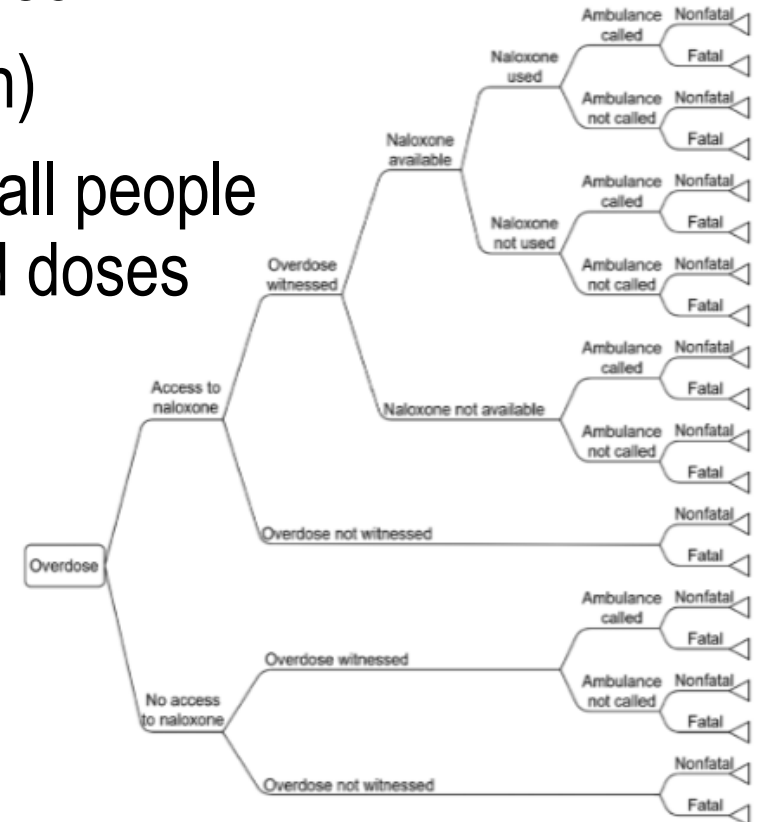 all people
doses
Overdose
Access to
naloxone
Overdose
witnessed
Naloxone
available
Naloxone
used
Ambulance
called
Nonfatal
Fatal
Ambulance
not called
Nonfatal
Fatal
Naloxone
not used
Ambulance
called
Nonfatal
Fatal
Ambulance
not called
Nonfatal
Fatal
Naloxone not available
Ambulance
called
Nonfatal
Fatal
Ambulance
not called
Nonfatal
Fatal
Overdose not witnessed
Nonfatal
Fatal
No access
to naloxone
Overdose witnessed
Ambulance
called
Nonfatal
Fatal
Ambulance
not called
Nonfatal
Fatal
Overdose not witnessed
Nonfatal
Fatal